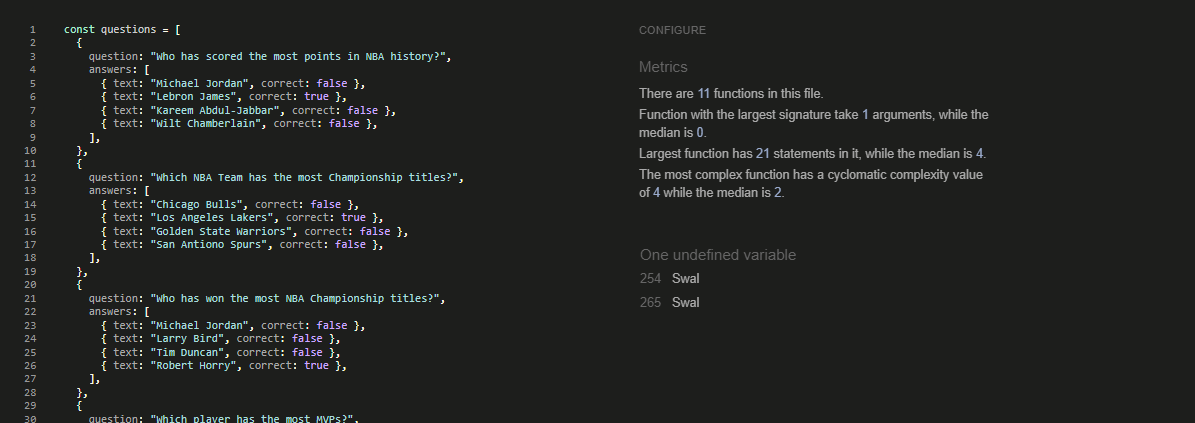 1 const questions = [
2 {
3 question: "Who has scored the most points in NBA history?",
4 answers: [
5 { text: "Michael Jordan", correct: false },
6 { text: "Lebron James", correct: true },
7 { text: "Kareem Abdul-Jabbar", correct: false },
8 { text: "Wilt Chamberlain", correct: false },
9 ],
10 },
11 {
12 question: "Which NBA Team has the most Championship titles?",
13 answers: [
14 { text: "Chicago Bulls", correct: false },
15 { text: "Los Angeles Lakers", correct: true },
16 { text: "Golden State Warriors", correct: false },
17 { text: "San Antiono Spurs", correct: false },
18 ],
19 },
20 {
21 question: "Who has won the most NBA Championship titles?",
22 answers: [
23 { text: "Michael Jordan", correct: false },
24 { text: "Larry Bird", correct: false },
25 { text: "Tim Duncan", correct: false },
26 { text: "Robert Horry", correct: true },
27 ],
28 },
29 {
30 question: "Which player has the most MVPs?",
CONFIGURE
Metrics
There are 11 functions in this file.
Function with the largest signature take 1 arguments, while the
median is 0.
Largest function has 21 statements in it, while the median is 4.
The most complex function has a cyclomatic complexity value
of 4 while the median is 2.
One undefined variable
254 Swal
265 Swal